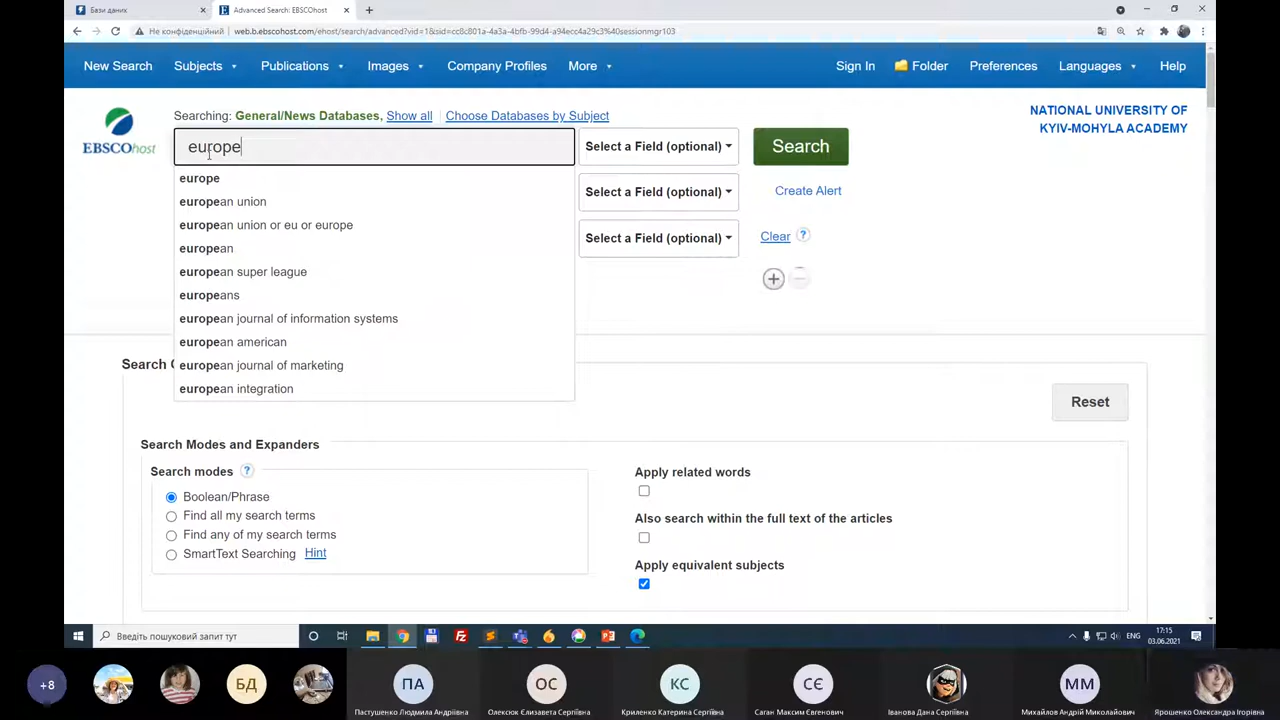 Бази даних
Advanced Search: EBSCOhost
Не конфіденційний
web.b.ebscohost.com/ehost/search/advanced?vid=1&sid=cc8c801a-4a3a-4bfb-99d4-a94ecc4a29c3%40sessionmgr103
New Search Subjects Publications Images Company Profiles More Sign In Folder Preferences Languages Help
EBSCOhost
Searching: General/News Databases, Show all Choose Databases by Subject
NATIONAL UNIVERSITY OF
KYIV-MOHYLA ACADEMY
europe
Select a Field (optional)
Search
europe
european union
Select a Field (optional)
Create Alert
european union or eu or europe
european
Select a Field (optional)
Clear ?
european super league
europeans
european journal of information systems
european american
european journal of marketing
european integration
Reset
Search Modes and Expanders
Search modes ?
Boolean/Phrase
Find all my search terms
Find any of my search terms
SmartText Searching Hint
Apply related words
Also search within the full text of the articles
Apply equivalent subjects
Введіть пошуковий запит тут
ENG
17:15
03.06.2021
+8
БД
ПА
ОС
КС
СЄ
ММ
Пастушенко Людмила Андріївна
Олексюк Єлизавета Сергіївна
Криленко Катерина Сергіївна
Саган Максим Євгенович
Іванова Дана Сергіївна
Михайлов Андрій Миколайович
Ярошенко Олександра Ігорівна